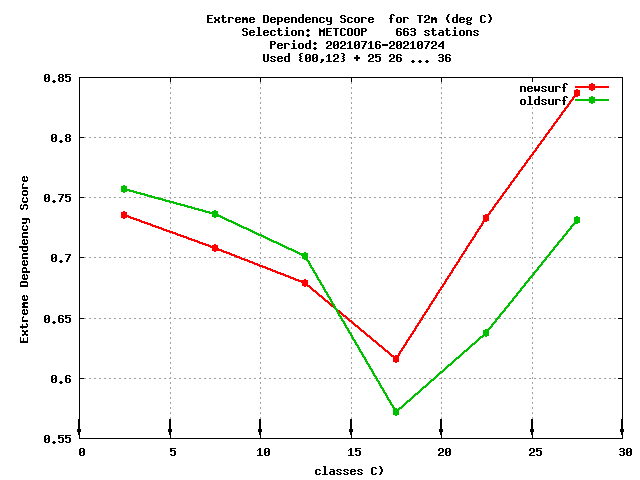 Extreme Dependency Score  for T2m (deg C)
Selection: METCOOP    663 stations
Period: 20210716-20210724
Used {00,12} + 25 26 ... 36
newsurf
oldsurf
Extreme Dependency Score
0.85
0.8
0.75
0.7
0.65
0.6
0.55
0 5 10 15 20 25 30
classes C)